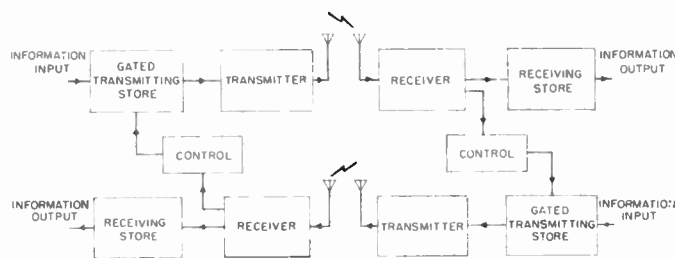 INFORMATION
INPUT
GATED
TRANSMITTING
STORE
TRANSMITTER
RECEIVER
RECEIVING
STORE
INFORMATION
OUTPUT
CONTROL
CONTROL
INFORMATION
OUTPUT
RECEIVING
STORE
RECEIVER
TRANSMITTER
GATED
TRANSMITTING
STORE
INFORMATION
INPUT